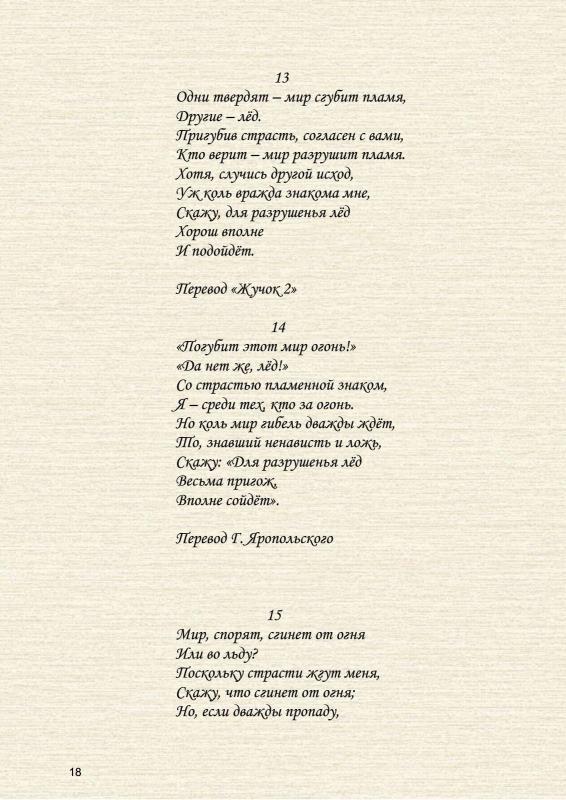 13
Одни твердят – мир сгубит пламя,
Другие – лёд.
Пригубив страсть, согласен с вами,
Кто верит – мир разрушит пламя.
Хотя, случись другой исход,
Уж коль вражда знакома мне,
Скажу, для разрушенья лёд
Хорош вполне
И подойдёт.
Перевод «Жучок 2»
14
«Погубит этот мир огонь!»
«Да нет же, лёд!»
Со страстью пламенной знаком,
Я – среди тех, кто за огонь.
Но коль мир гибель дважды ждёт,
То, знавший ненависть и ложь,
Скажу: «Для разрушенья лёд
Весьма пригож,
Вполне сойдёт».
Перевод Г. Яропольского
15
Мир, спорят, сгинет от огня
Или во льду?
Поскольку страсти жгут меня,
Скажу, что сгинет от огня;
Но, если дважды пропаду,
18